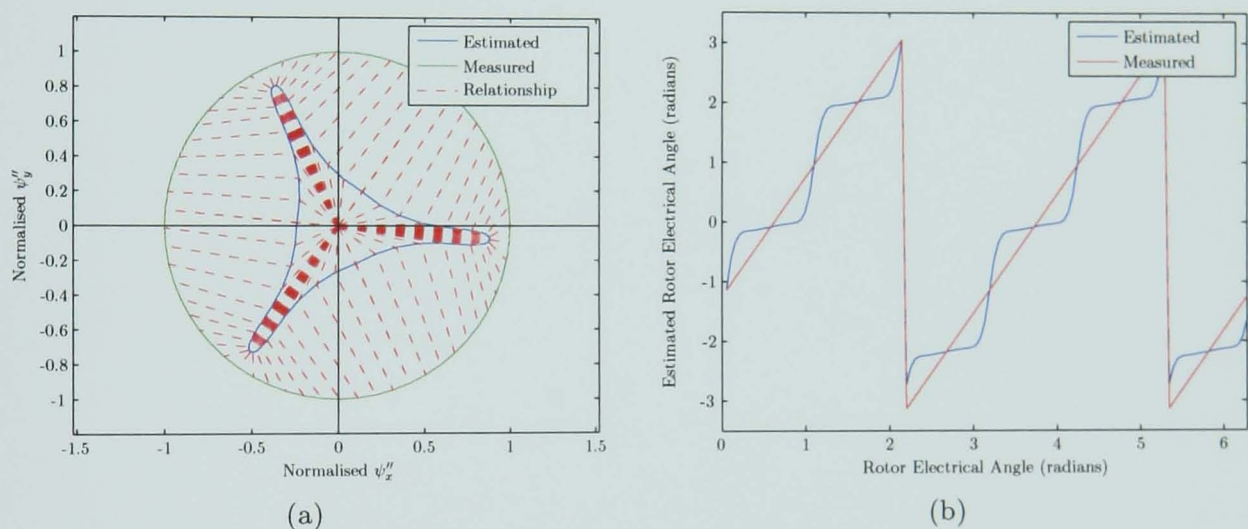 Estimated
Measured
Relationship
1
0.8
0.6
0.4
0.2
0
-0.2
-0.4
-0.6
-0.8
-1
Normalised ψ″y
-1.5
-1
-0.5
0
0.5
1
1.5
Normalised ψ″x
(a)
Estimated
Measured
3
2
1
0
-1
-2
-3
Estimated Rotor Electrical Angle (radians)
0
1
2
3
4
5
6
Rotor Electrical Angle (radians)
(b)